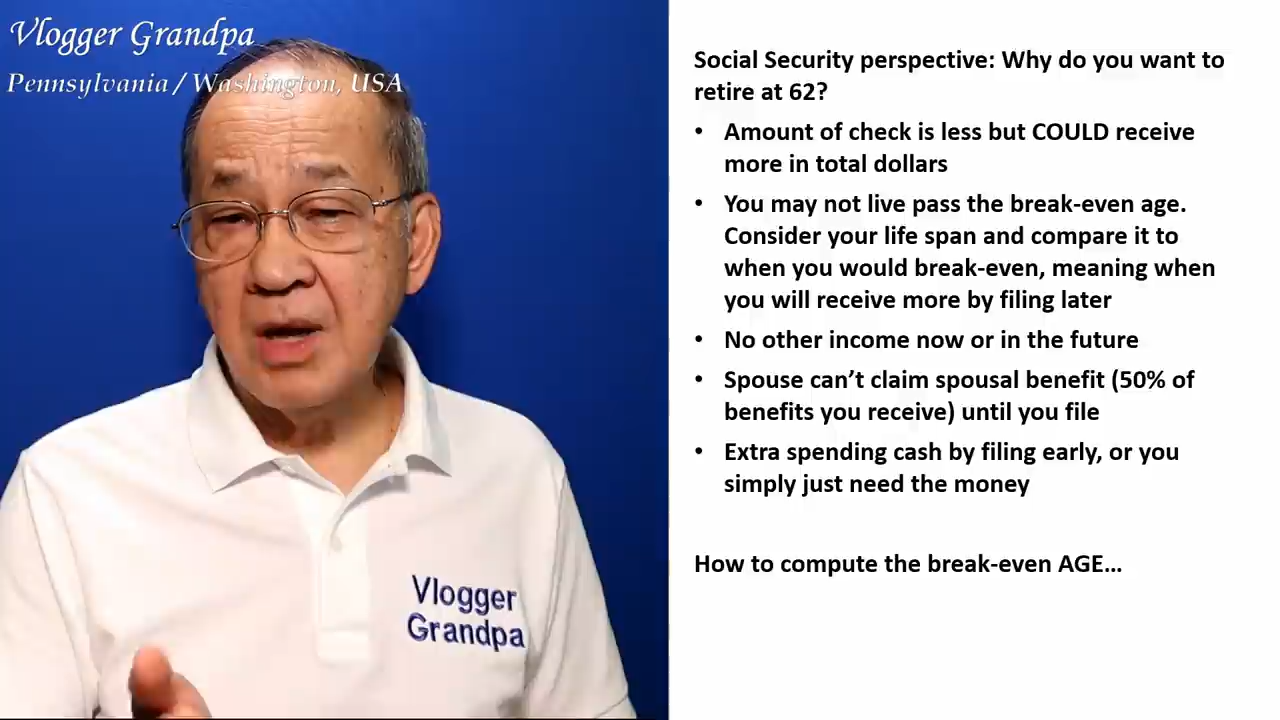 Vlogger Grandpa
Pennsylvania / Washington, USA
Vlogger
Grandpa
Social Security perspective: Why do you want to
retire at 62?
• Amount of check is less but COULD receive
more in total dollars
• You may not live pass the break-even age.
Consider your life span and compare it to
when you would break-even, meaning when
you will receive more by filing later
• No other income now or in the future
• Spouse can’t claim spousal benefit (50% of
benefits you receive) until you file
• Extra spending cash by filing early, or you
simply just need the money
How to compute the break-even AGE…